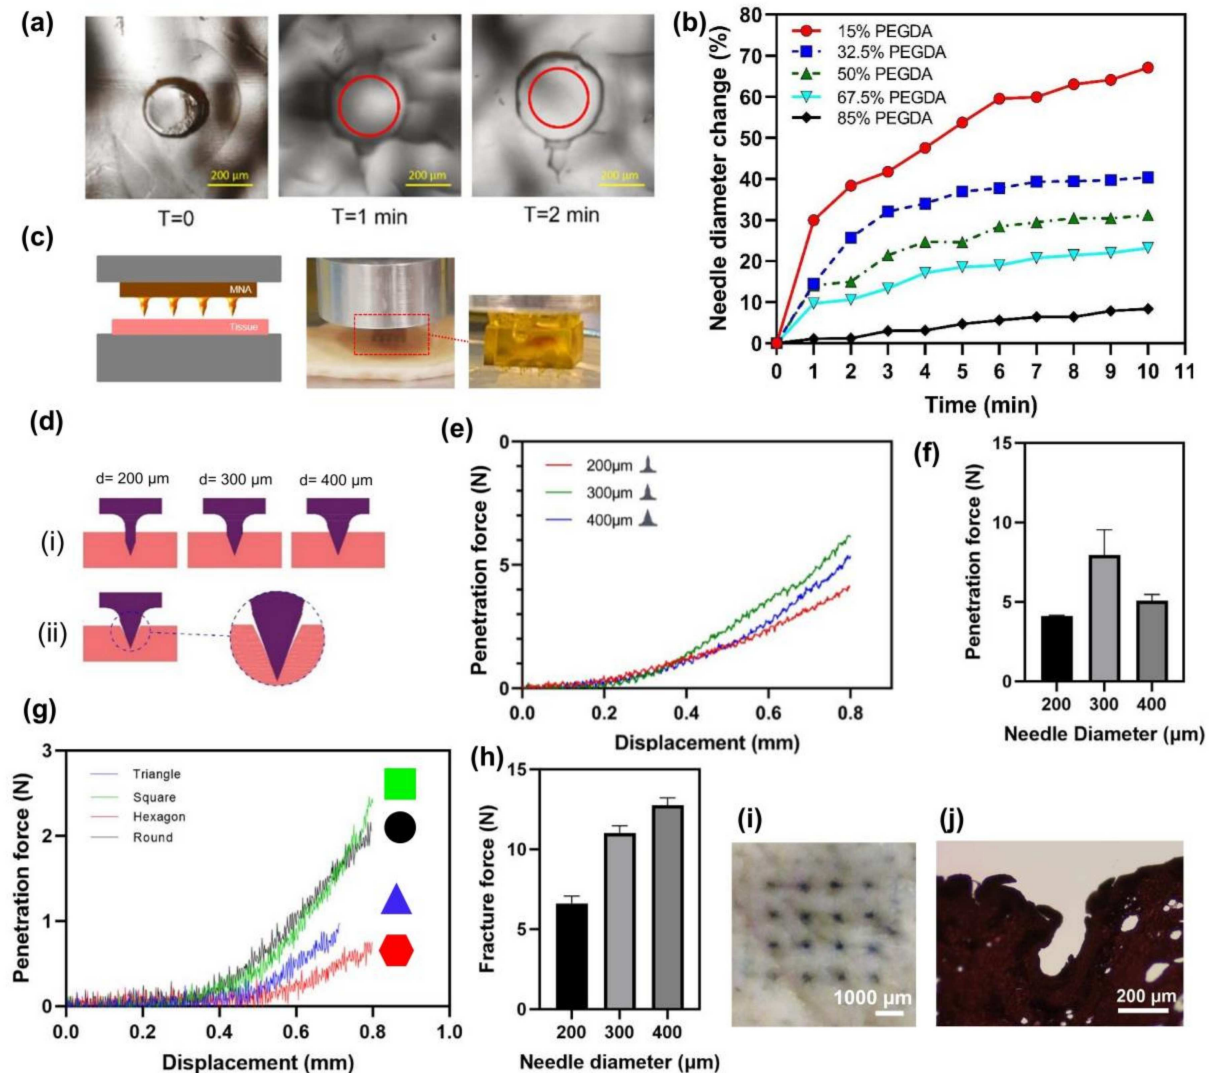 (a)
200 µm
200 µm
200 µm
T=0
T=1 min
T=2 min
(b)
Needle diameter change (%)
80
70
60
50
40
30
20
10
0
15% PEGDA
32.5% PEGDA
50% PEGDA
67.5% PEGDA
85% PEGDA
0 1 2 3 4 5 6 7 8 9 10 11
Time (min)
(c)
MNA
Tissue
(d)
d= 200 µm d= 300 µm d= 400 µm
(i)
(ii)
(e)
Penetration force (N)
0
5
0
200µm
300µm
400µm
0.0 0.2 0.4 0.6 0.8
Displacement (mm)
(f)
Penetration force (N)
15
10
5
0
200 300 400
Needle Diameter (µm)
(g)
Penetration force (N)
3
2
1
0
Triangle
Square
Hexagon
Round
0.0 0.2 0.4 0.6 0.8 1.0
Displacement (mm)
(h)
Fracture force (N)
15
10
5
0
200 300 400
Needle diameter (µm)
(i)
1000 µm
(j)
200 µm